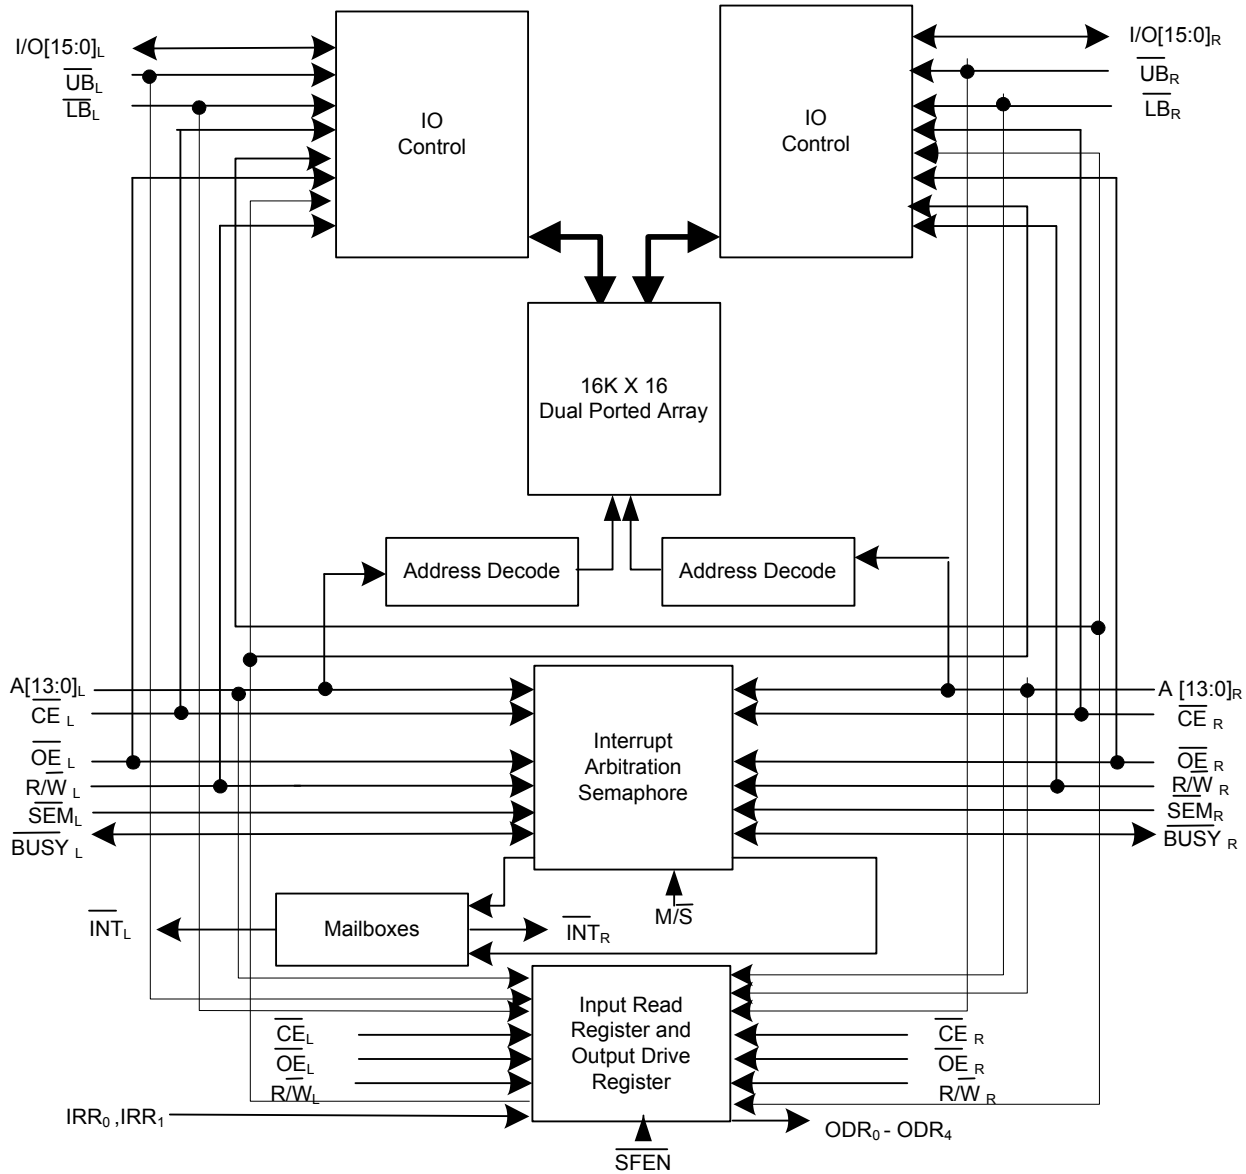 I/O[15:0]L
I/O[15:0]R
UBL
UBR
LBL
LBR
IO
Control
IO
Control
16K X 16
Dual Ported Array
Address Decode
Address Decode
A[13:0]L
A [13:0]R
CE L
CE R
OE L
OE R
R/W L
R/W R
SEML
SEMR
BUSY L
BUSY R
Interrupt
Arbitration
Semaphore
M/S
INTL
Mailboxes
INTR
Input Read
Register and
Output Drive
Register
CEL
CE R
OEL
OE R
R/WL
R/W R
IRR0 ,IRR1
ODR0 - ODR4
SFEN